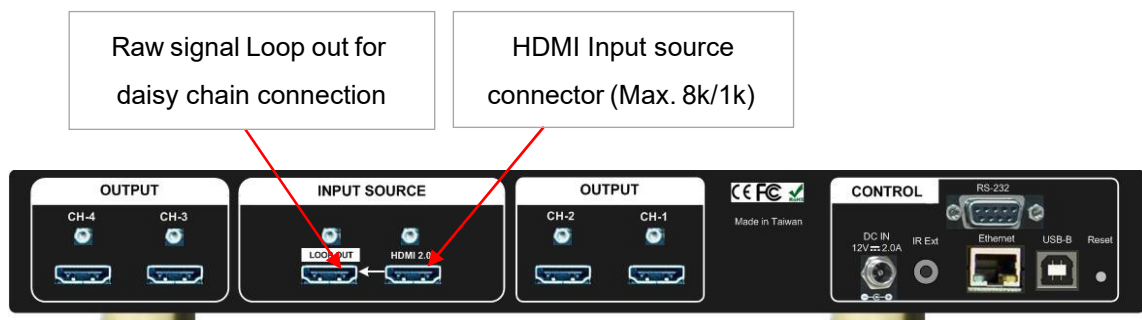 Raw signal Loop out for
daisy chain connection
HDMI Input source
connector (Max. 8k/1k)
OUTPUT
CH-4
CH-3
INPUT SOURCE
LOOP OUT
HDMI 2.0
OUTPUT
CH-2
CH-1
CE FC
Made in Taiwan
CONTROL
RS-232
DC IN
12V⎓2.0A
IR Ext
Ethernet
USB-B
Reset